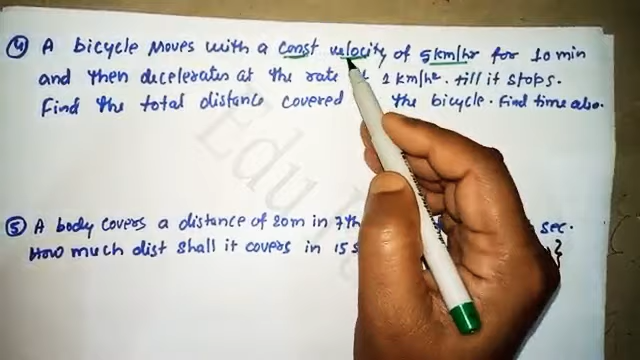 ④ A bicycle moves with a const velocity of 5km/hr for 10 min
and then decelerates at the rate 1 km/h². till it stops.
Find the total distance covered the bicycle. Find time also.
Edu
⑤ A body covers a distance of 20m in 7th sec.
How much dist shall it covers in 15 s ?